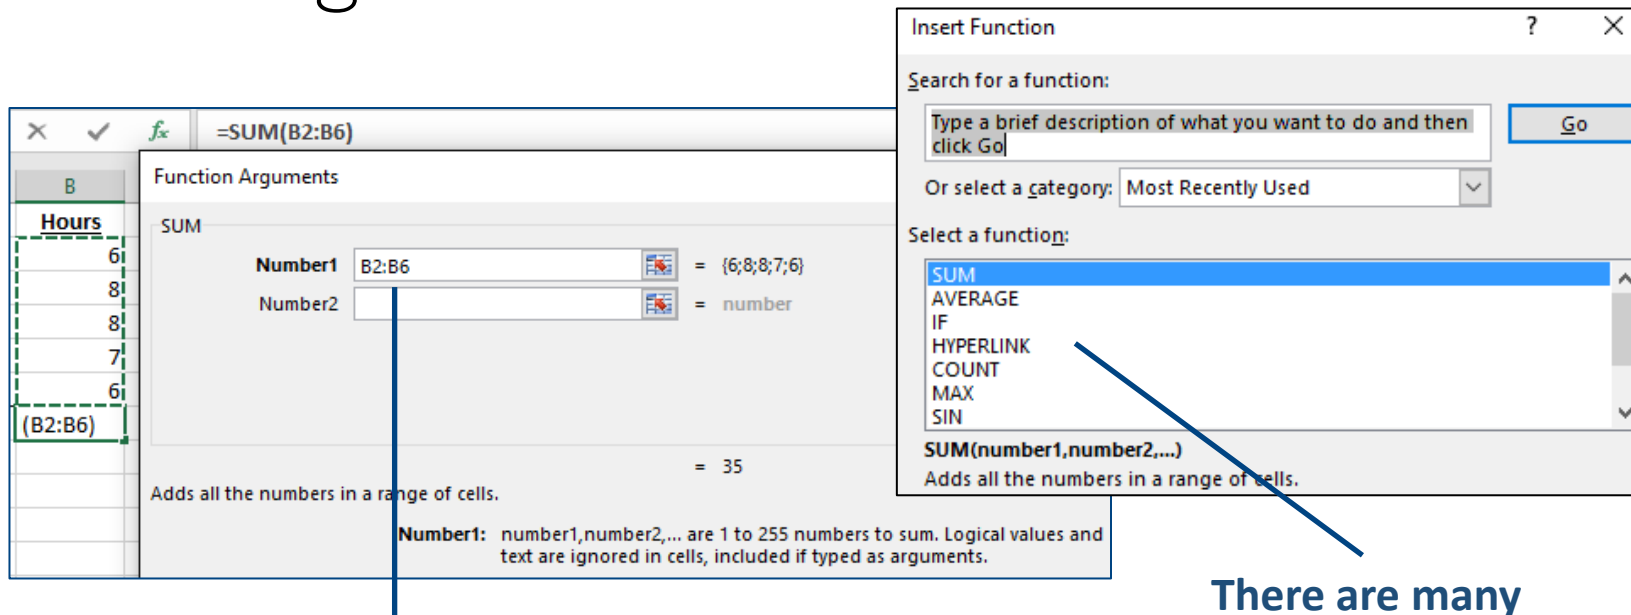 Insert Function
?
Search for a function:
Type a brief description of what you want to do and then
click Go
Go
Or select a category: Most Recently Used
Select a function:
SUM
AVERAGE
IF
HYPERLINK
COUNT
MAX
SIN
SUM(number1,number2,...)
Adds all the numbers in a range of cells.
fx =SUM(B2:B6)
B
Hours
6
8
8
7
6
(B2:B6)
Function Arguments
SUM
Number1 B2:B6 = {6;8;8;7;6}
Number2 = number
= 35
Adds all the numbers in a range of cells.
Number1: number1,number2,... are 1 to 255 numbers to sum. Logical values and
text are ignored in cells, included if typed as arguments.
There are many